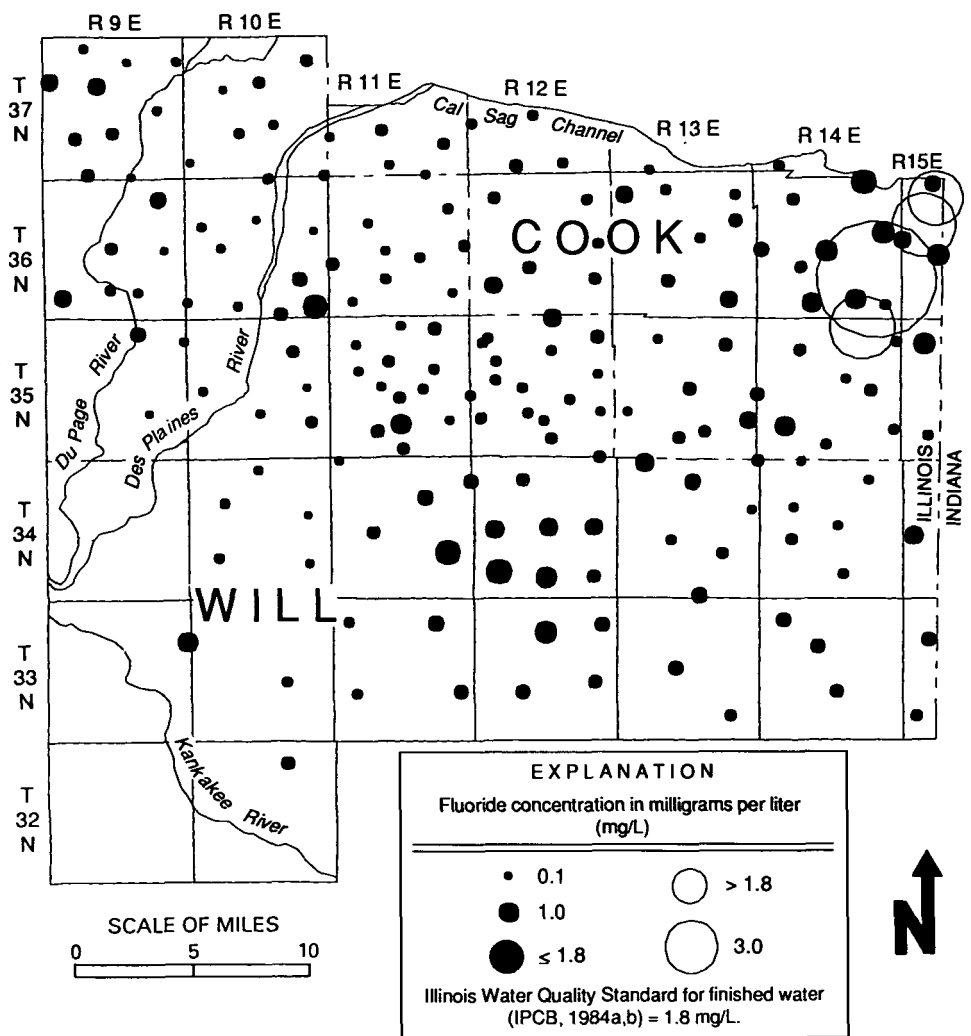 R 9 E
R 10 E
R 11 E
R 12 E
R 13 E
R 14 E
R15E
T
37
N
Cal Sag Channel
T
36
N
COOK
T
35
N
Du Page River
Des Plaines River
ILLINOIS
INDIANA
T
34
N
WILL
T
33
N
T
32
N
Kankakee River
EXPLANATION
Fluoride concentration in milligrams per liter
(mg/L)
0.1
> 1.8
1.0
3.0
≤ 1.8
Illinois Water Quality Standard for finished water
(IPCB, 1984a,b) = 1.8 mg/L.
SCALE OF MILES
0 5 10
N